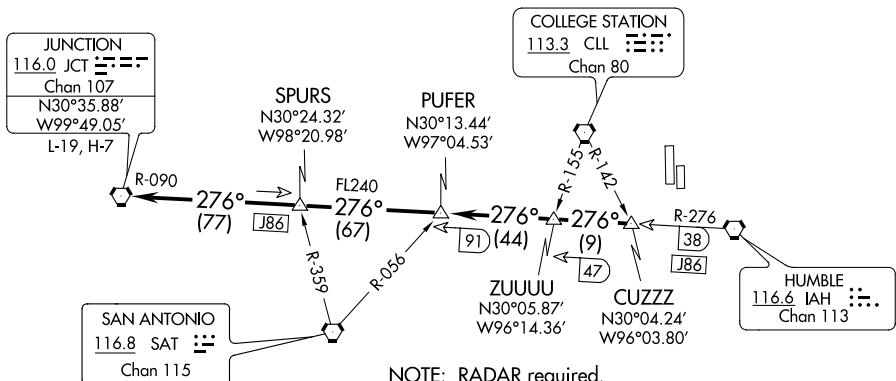 COLLEGE STATION
113.3 CLL
Chan 80
JUNCTION
116.0 JCT
Chan 107
N30°35.88'
W99°49.05'
L-19, H-7
SPURS
N30°24.32'
W98°20.98'
PUFER
N30°13.44'
W97°04.53'
R-155
R-142
R-090
276°
(77)
J86
FL240
276°
(67)
91
276°
(44)
47
276°
(9)
R-276
38
J86
R-359
R-056
ZUUUU
N30°05.87'
W96°14.36'
CUZZZ
N30°04.24'
W96°03.80'
HUMBLE
116.6 IAH
Chan 113
SAN ANTONIO
116.8 SAT
Chan 115
NOTE: RADAR required.